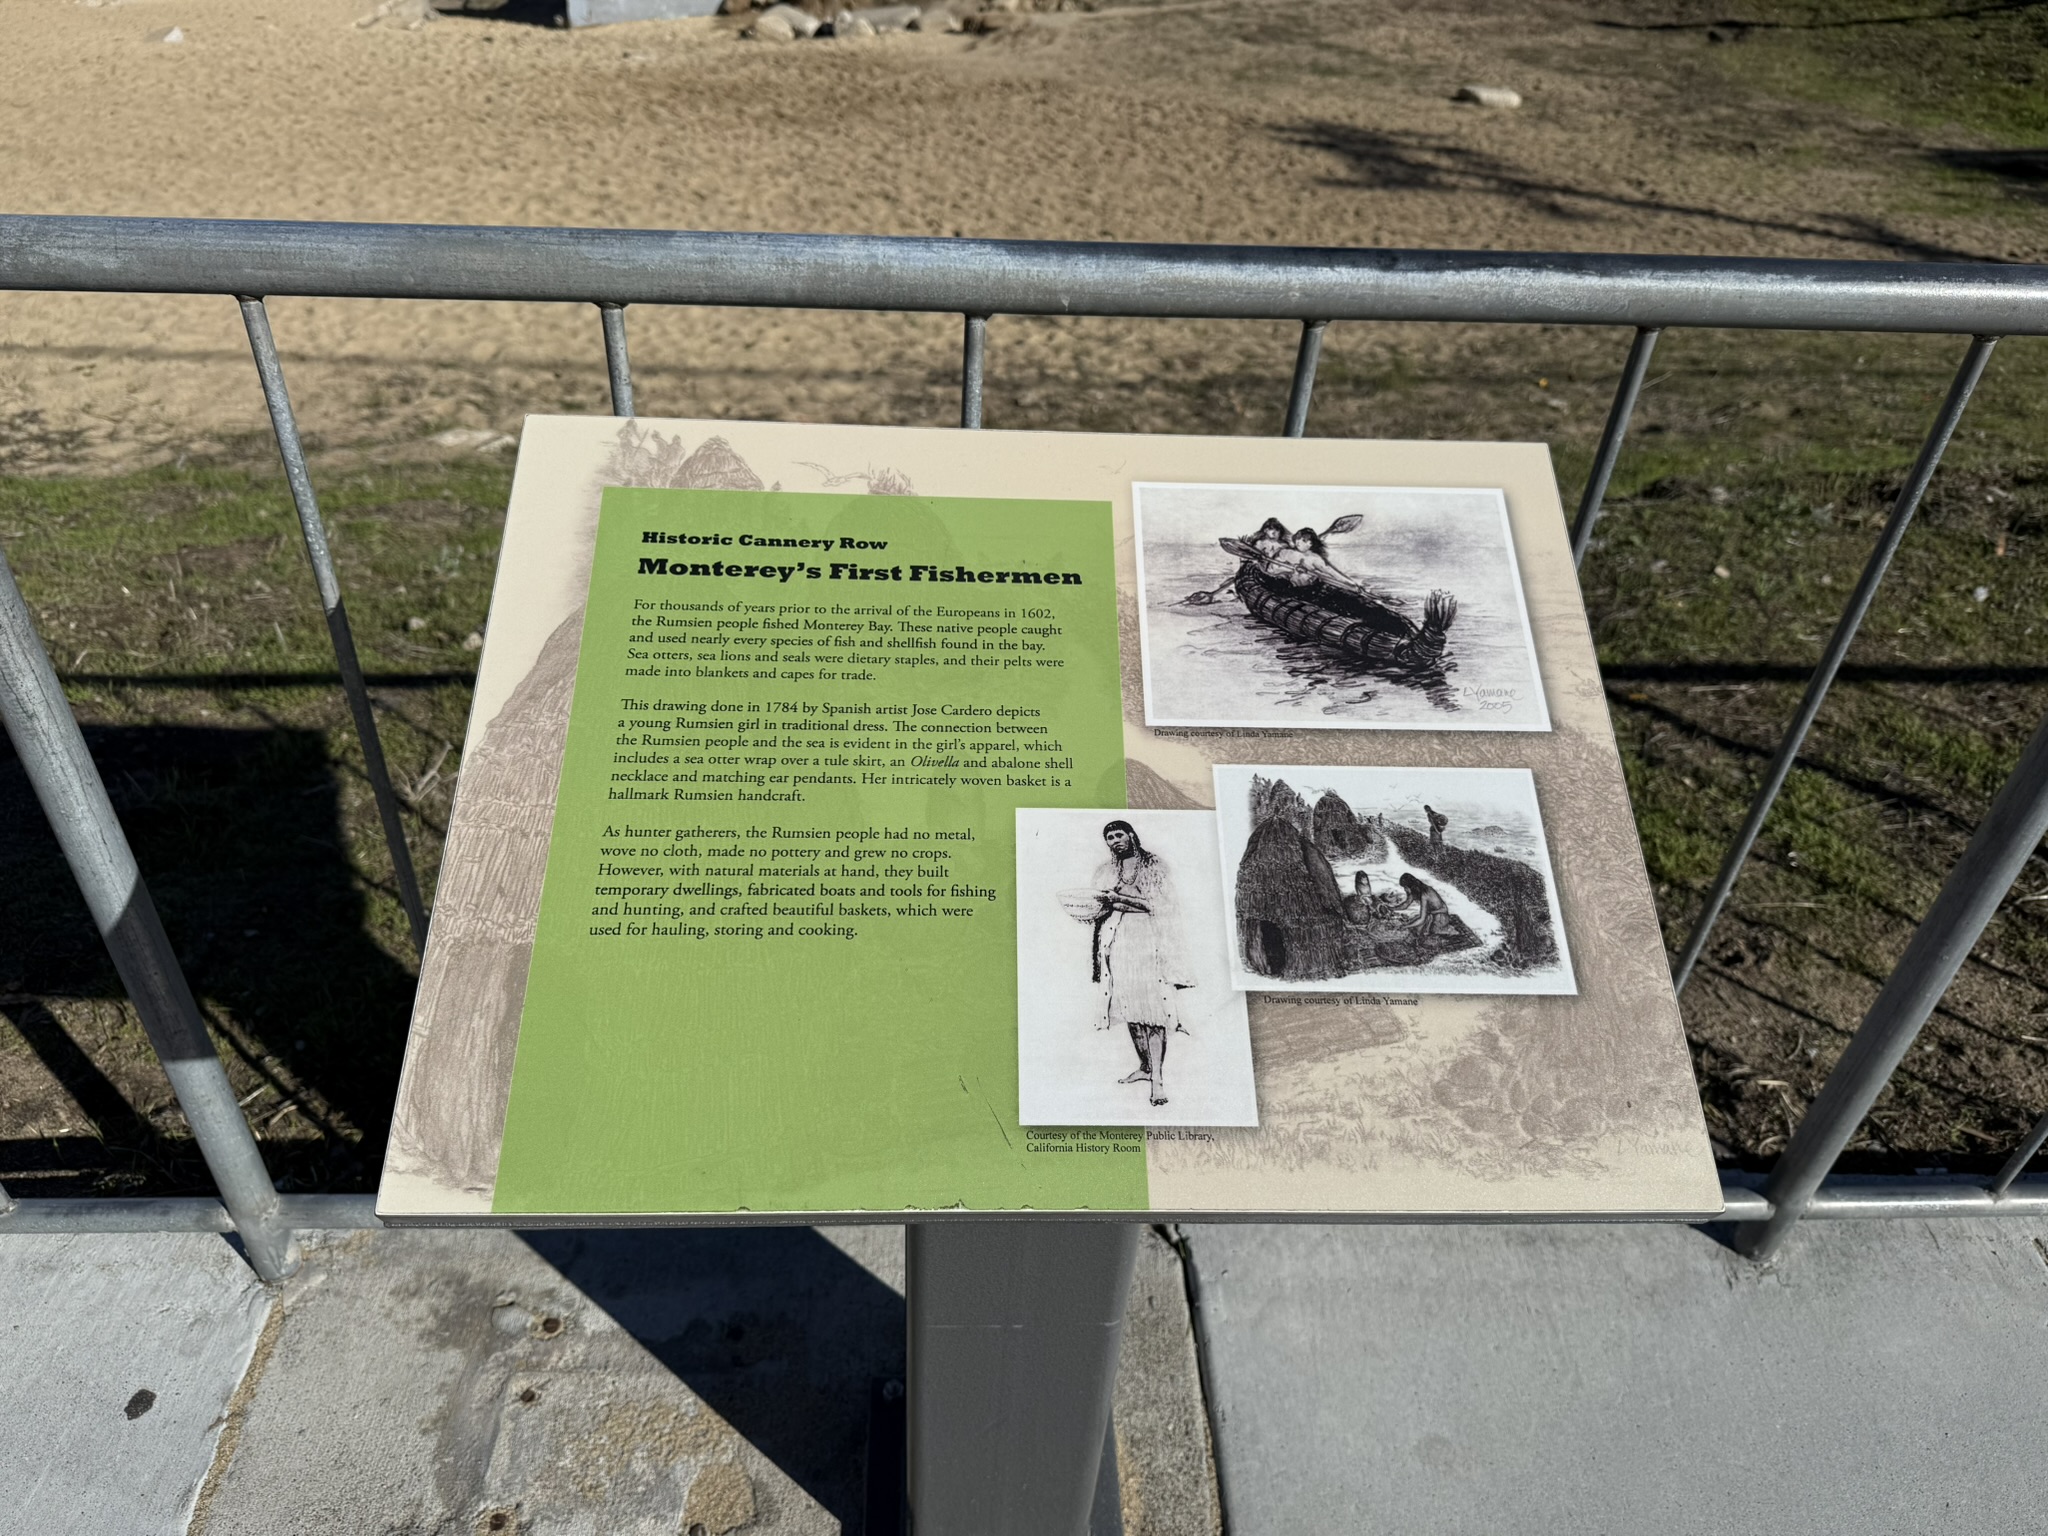 Historic Cannery Row
Monterey's First Fishermen
For thousands of years prior to the arrival of the Europeans in 1602,
the Rumsien people fished Monterey Bay. These native people caught
and used nearly every species of fish and shellfish found in the bay.
Sea otters, sea lions and seals were dietary staples, and their pelts were
made into blankets and capes for trade.
This drawing done in 1784 by Spanish artist Jose Cardero depicts
a young Rumsien girl in traditional dress. The connection between
the Rumsien people and the sea is evident in the girl's apparel, which
includes a sea otter wrap over a tule skirt, an Olivella and abalone shell
necklace and matching ear pendants. Her intricately woven basket is a
hallmark Rumsien handcraft.
As hunter gatherers, the Rumsien people had no metal,
wove no cloth, made no pottery and grew no crops.
However, with natural materials at hand, they built
temporary dwellings, fabricated boats and tools for fishing
and hunting, and crafted beautiful baskets, which were
used for hauling, storing and cooking.
LYamane
2005
Drawing courtesy of Linda Yamane
Drawing courtesy of Linda Yamane
Courtesy of the Monterey Public Library,
California History Room